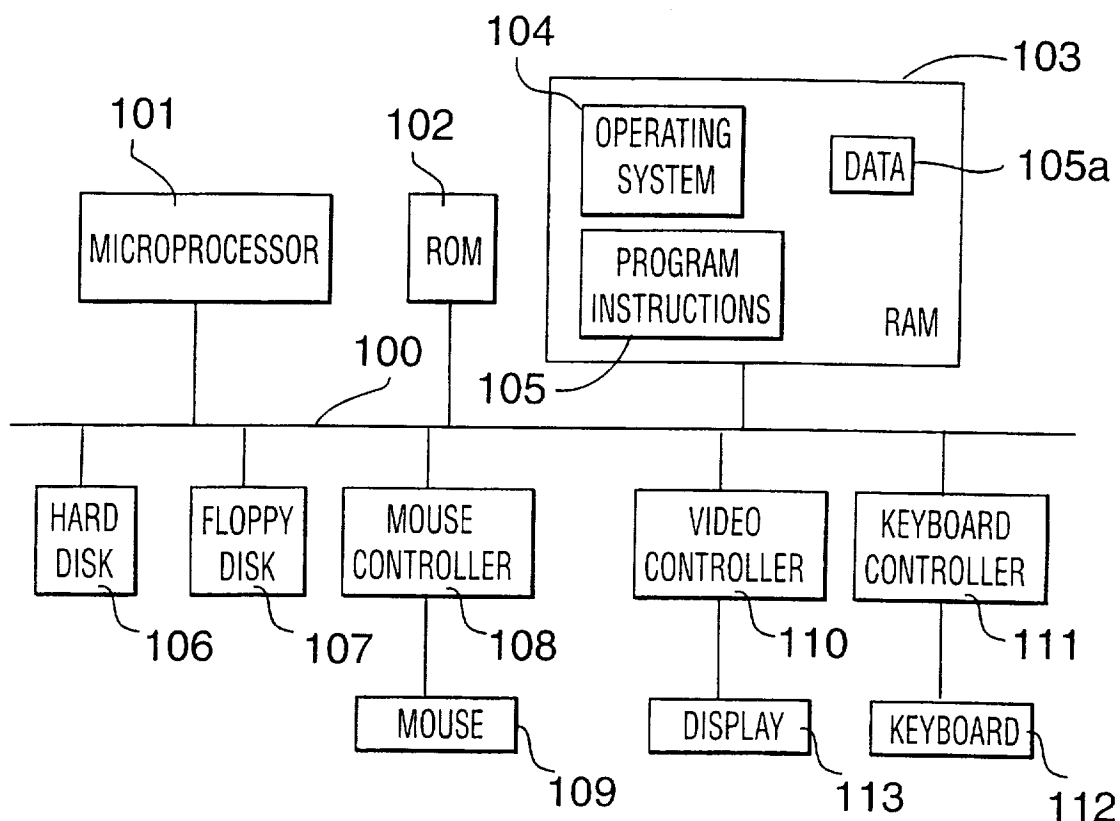 104
103
101
102
OPERATING
SYSTEM
DATA
105a
MICROPROCESSOR
ROM
PROGRAM
INSTRUCTIONS
RAM
100
105
HARD
DISK
FLOPPY
DISK
MOUSE
CONTROLLER
VIDEO
CONTROLLER
KEYBOARD
CONTROLLER
106
107
108
110
111
MOUSE
DISPLAY
KEYBOARD
109
113
112